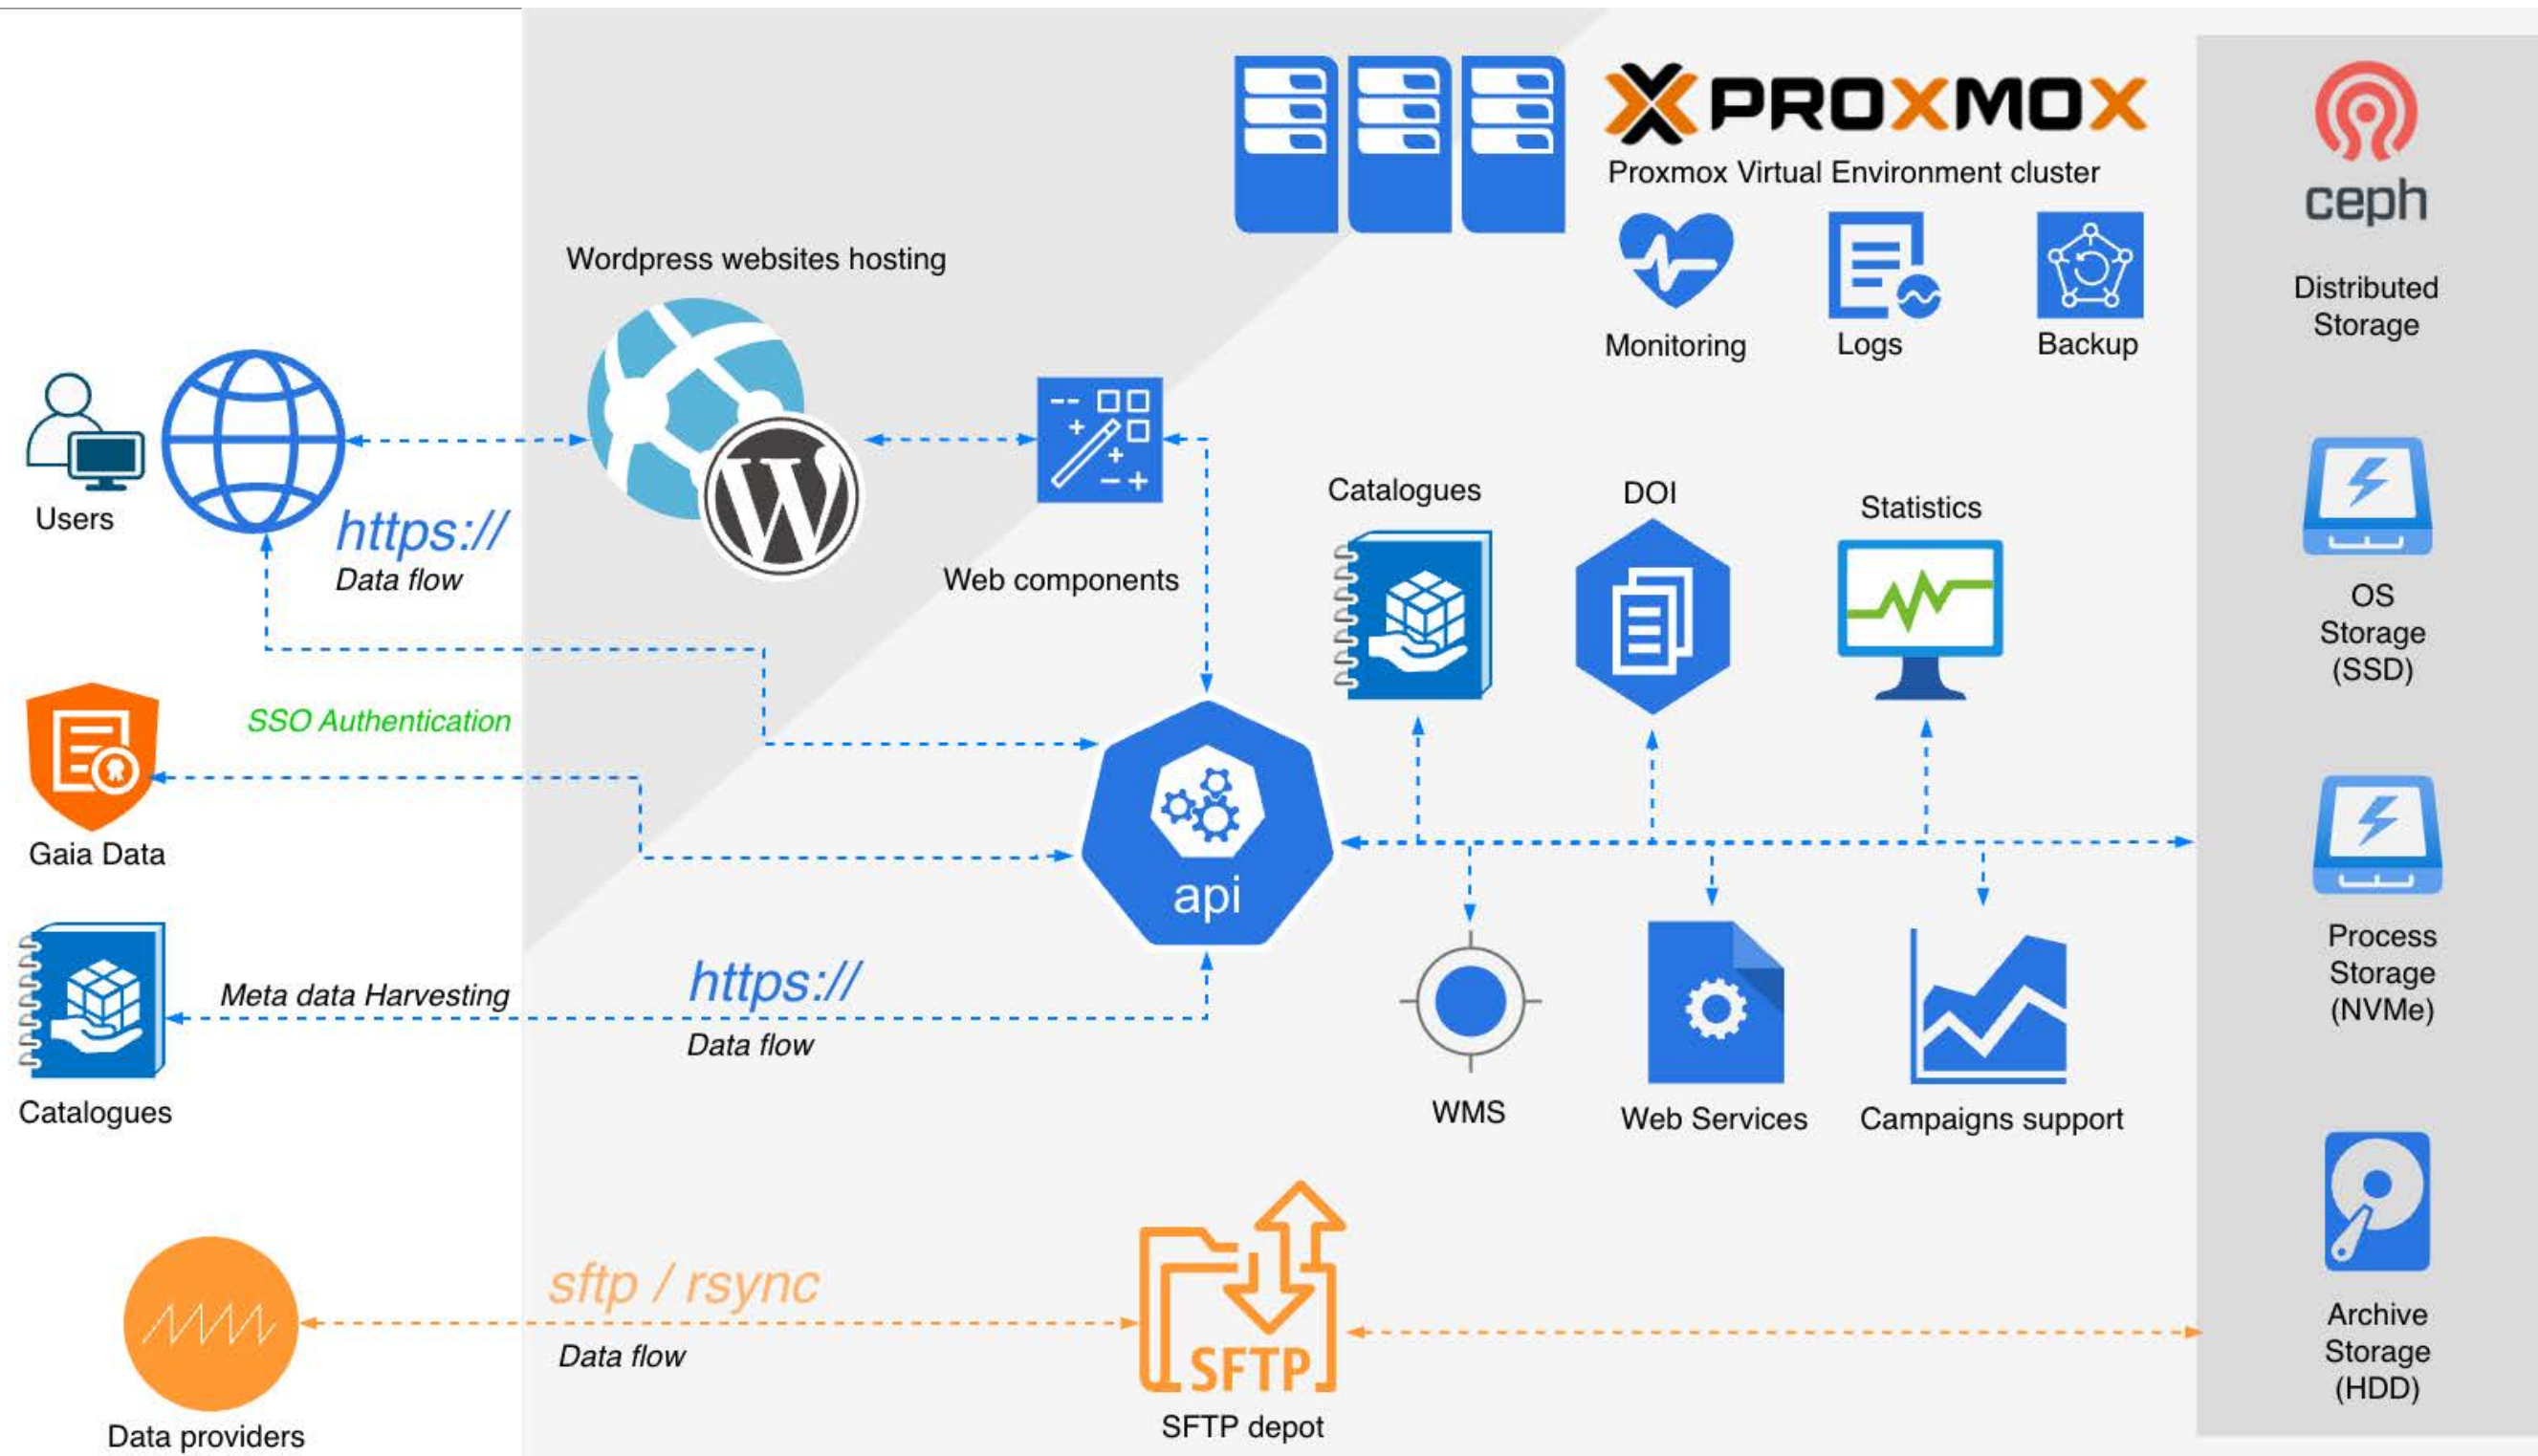 PROXMOX
Proxmox Virtual Environment cluster
Monitoring
Logs
Backup
ceph
Distributed
Storage
Wordpress websites hosting
W
Users
https://
Data flow
Web components
Catalogues
DOI
Statistics
OS
Storage
(SSD)
SSO Authentication
Gaia Data
api
Process
Storage
(NVMe)
Meta data Harvesting
https://
Data flow
Catalogues
WMS
Web Services
Campaigns support
sftp / rsync
Data flow
Data providers
SFTP
SFTP depot
Archive
Storage
(HDD)